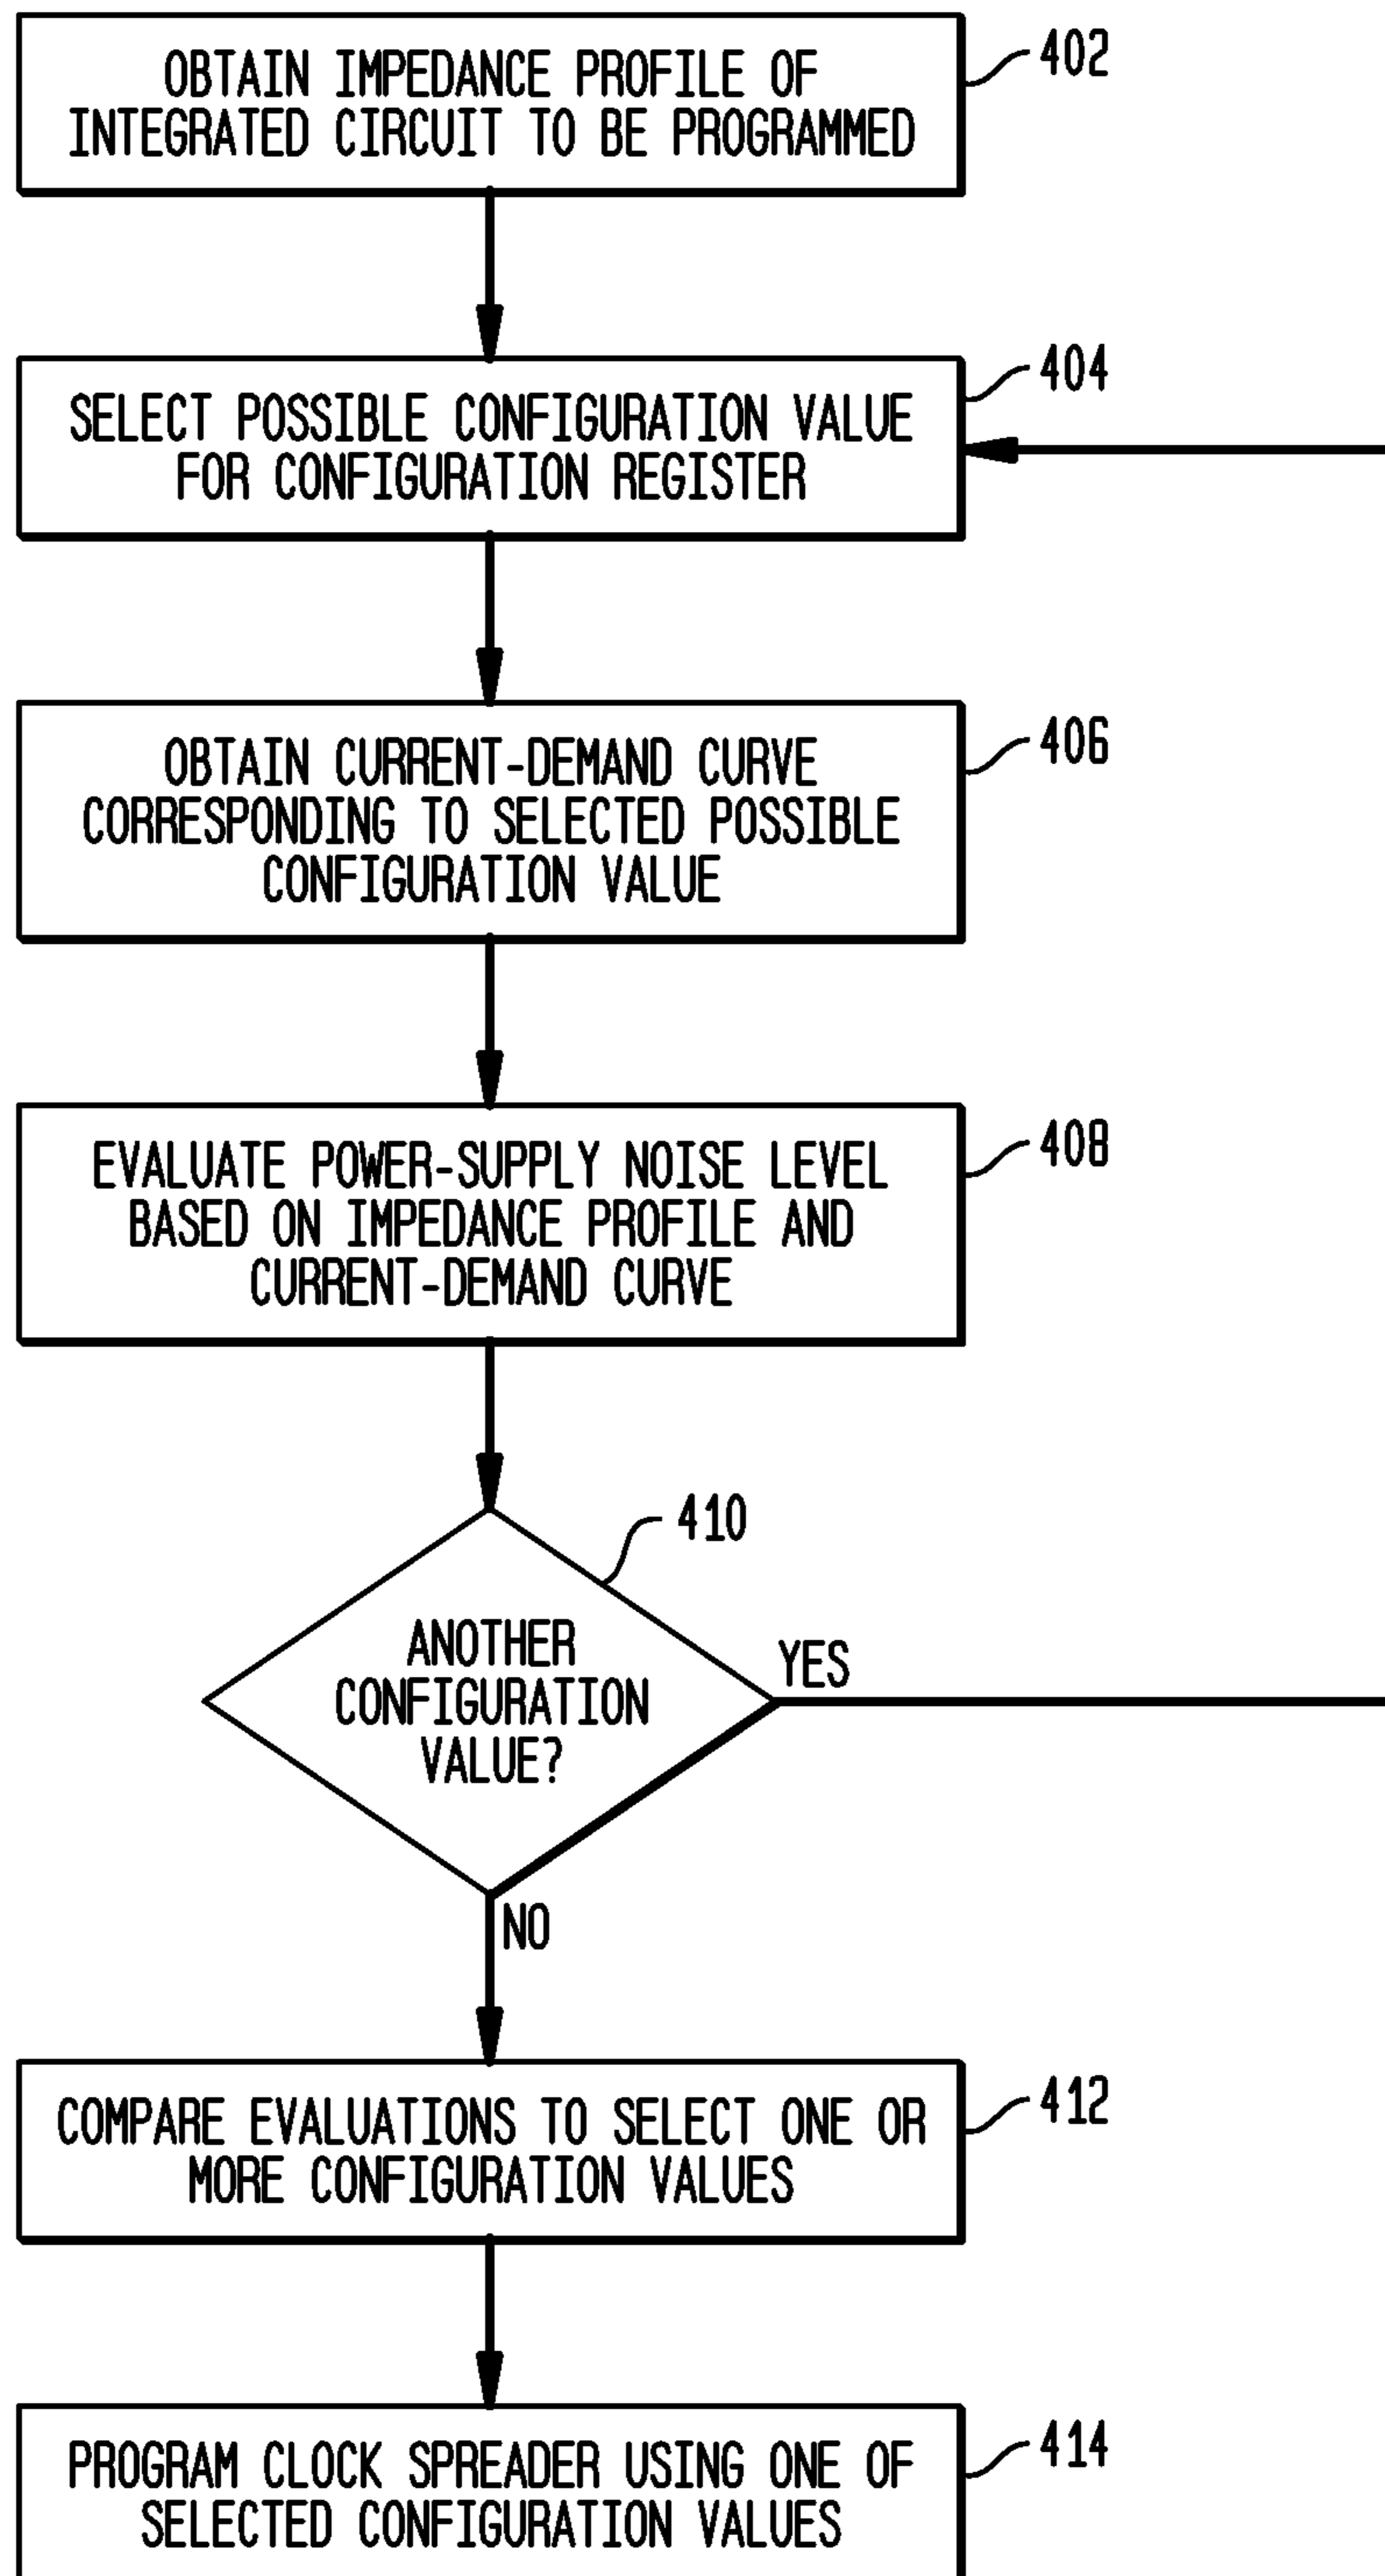 OBTAIN IMPEDANCE PROFILE OF
INTEGRATED CIRCUIT TO BE PROGRAMMED
402
SELECT POSSIBLE CONFIGURATION VALUE
FOR CONFIGURATION REGISTER
404
OBTAIN CURRENT-DEMAND CURVE
CORRESPONDING TO SELECTED POSSIBLE
CONFIGURATION VALUE
406
EVALUATE POWER-SUPPLY NOISE LEVEL
BASED ON IMPEDANCE PROFILE AND
CURRENT-DEMAND CURVE
408
410
ANOTHER
CONFIGURATION
VALUE?
YES
NO
COMPARE EVALUATIONS TO SELECT ONE OR
MORE CONFIGURATION VALUES
412
PROGRAM CLOCK SPREADER USING ONE OF
SELECTED CONFIGURATION VALUES
414